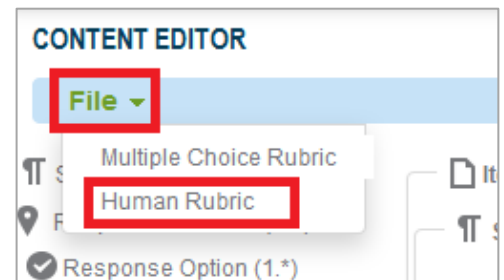 CONTENT EDITOR
File
Multiple Choice Rubric
Human Rubric
Response Option (1.*)